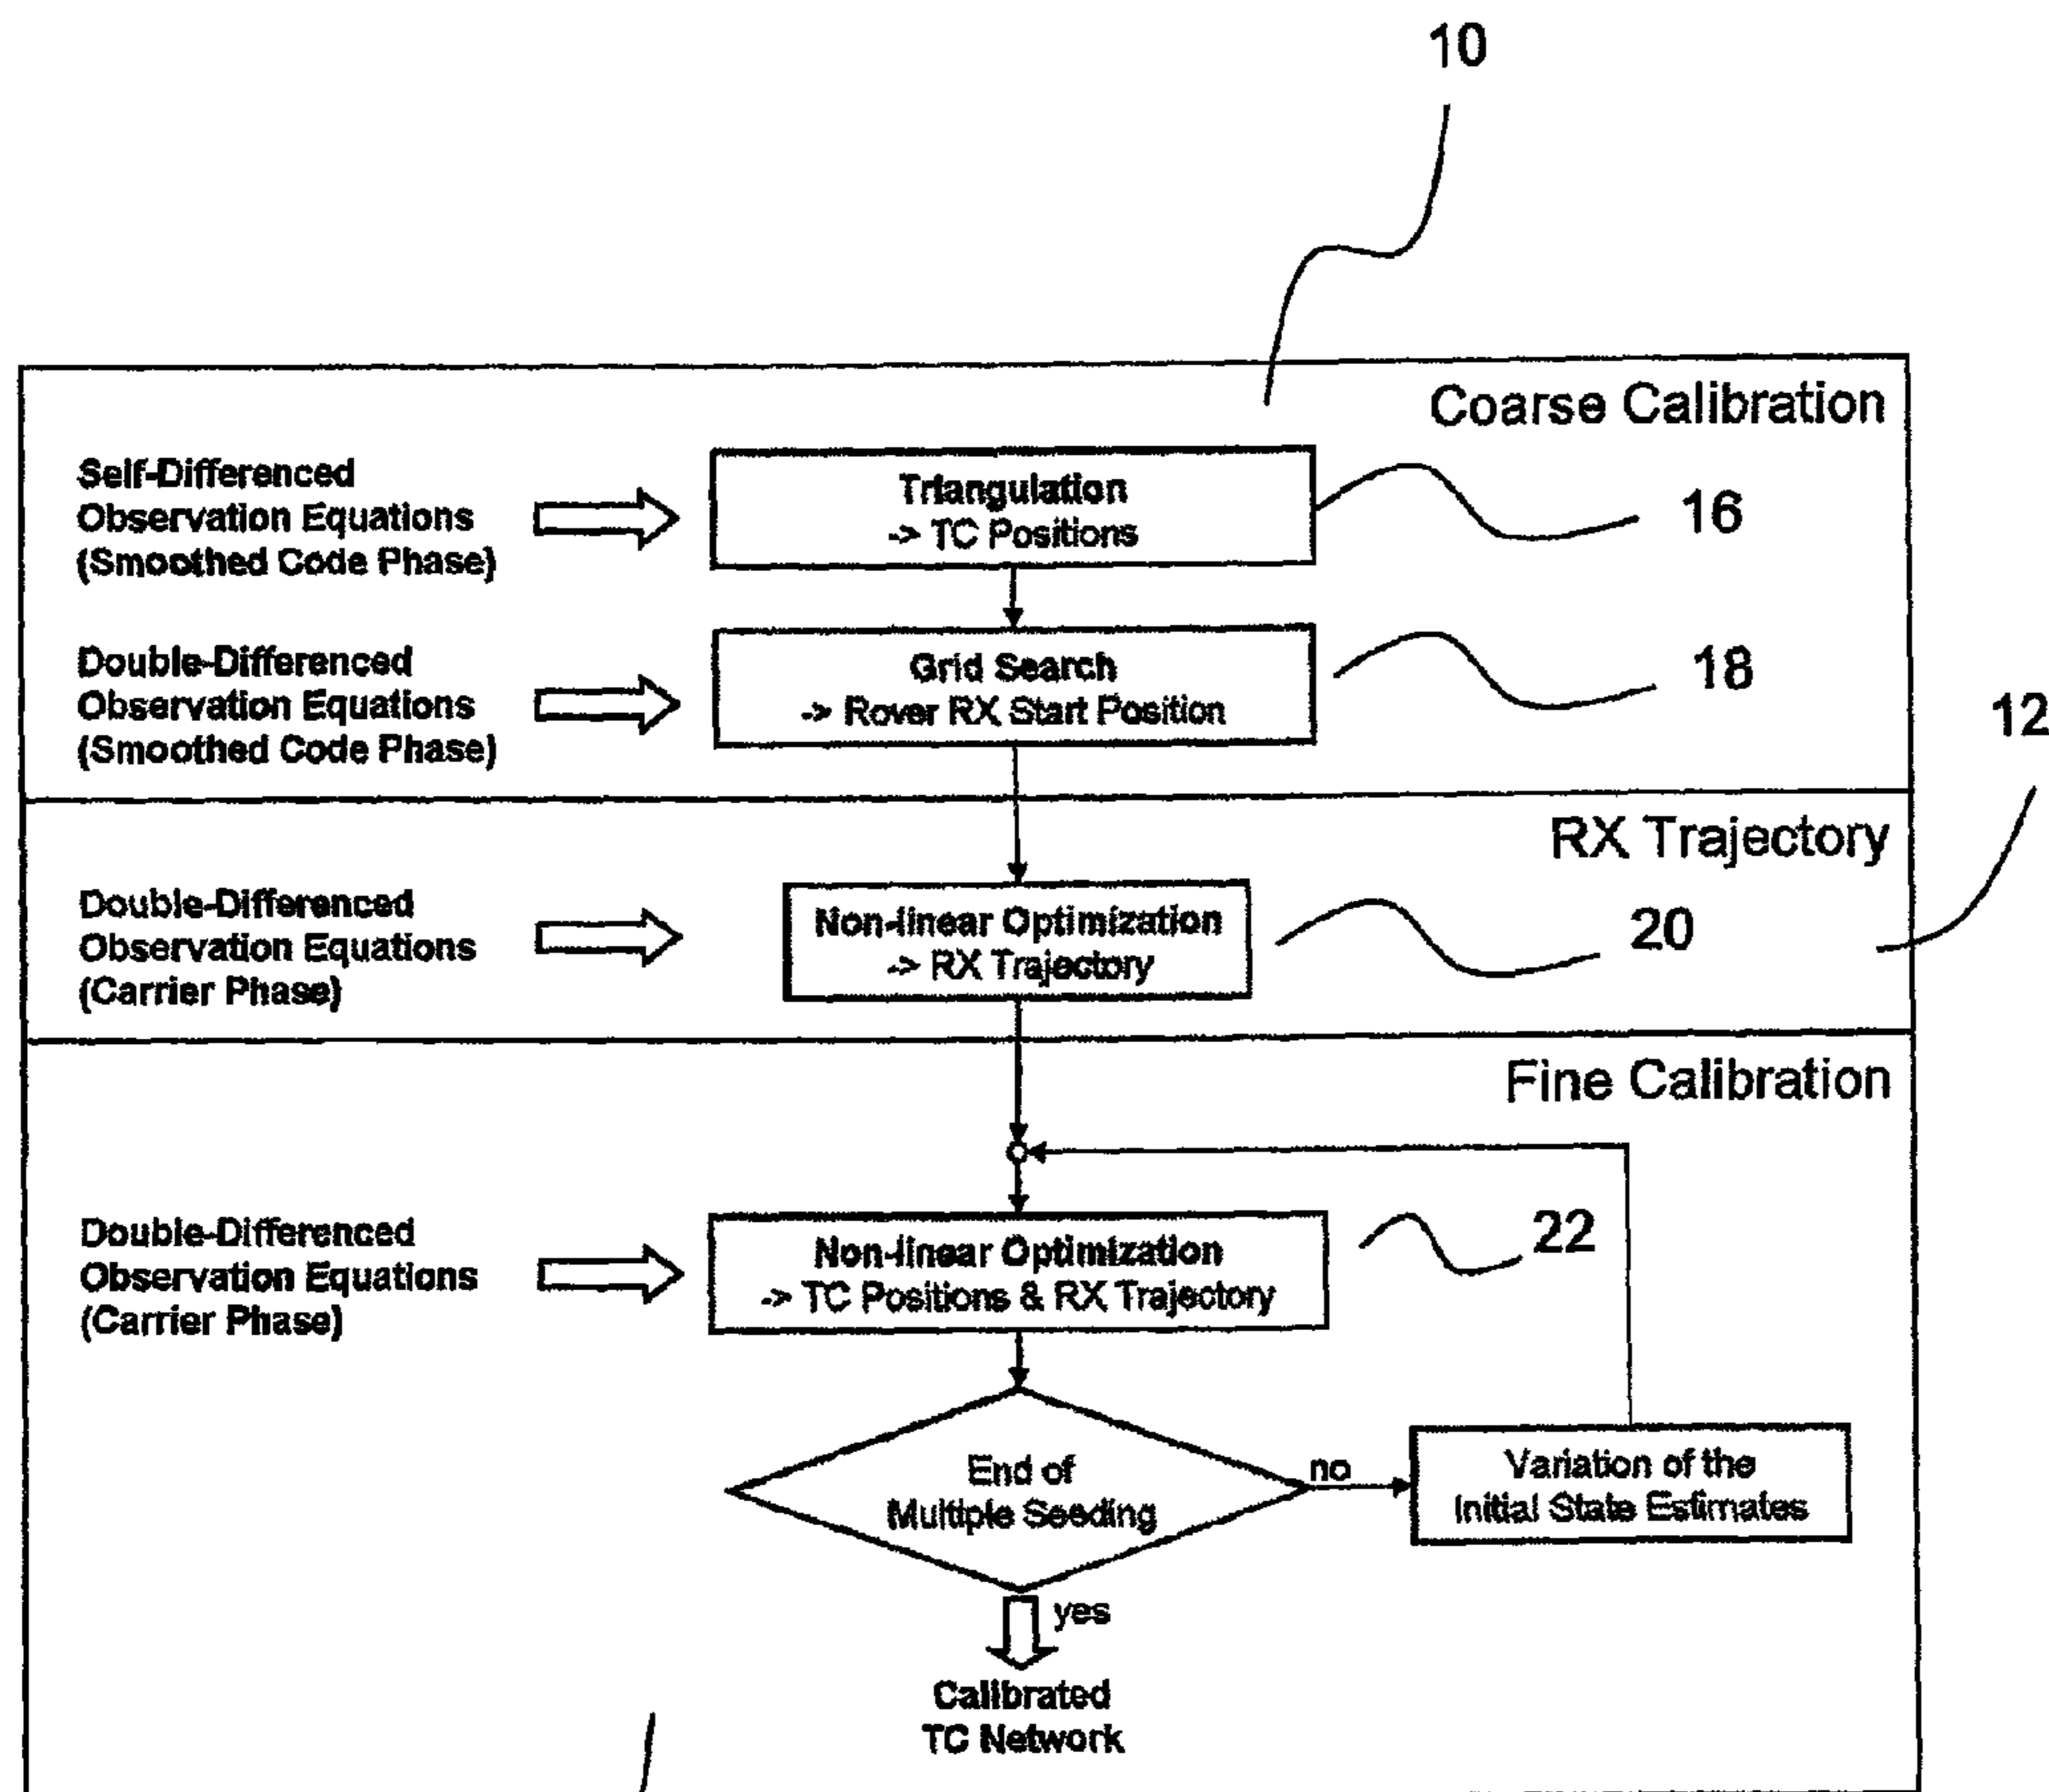 10
Coarse Calibration
Self-Differenced
Observation Equations
(Smoothed Code Phase)
Triangulation
-> TC Positions
16
Double-Differenced
Observation Equations
(Smoothed Code Phase)
Grid Search
-> Rover RX Start Position
18
12
RX Trajectory
Double-Differenced
Observation Equations
(Carrier Phase)
Non-linear Optimization
-> RX Trajectory
20
Fine Calibration
Double-Differenced
Observation Equations
(Carrier Phase)
Non-linear Optimization
-> TC Positions & RX Trajectory
22
End of
Multiple Seeding
no
Variation of the
Initial State Estimates
yes
Calibrated
TC Network